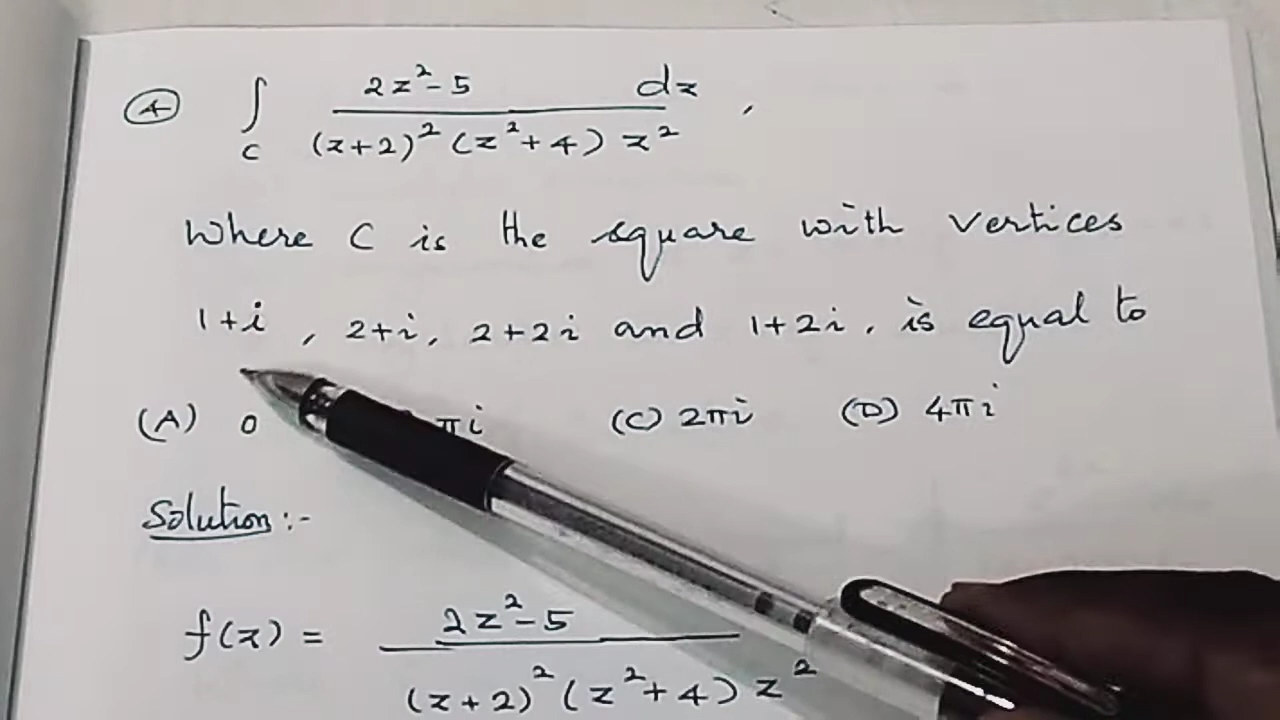 4 ∫ 2z²-5 dz
C (z+2)² (z²+4) z² ,
Where C is the square with vertices
1+i , 2+i, 2+2i and 1+2i, is equal to
(A) 0 πi (C) 2πi (D) 4πi
Solution :-
f(z) = 2z²-5
(z+2)² (z²+4) z²